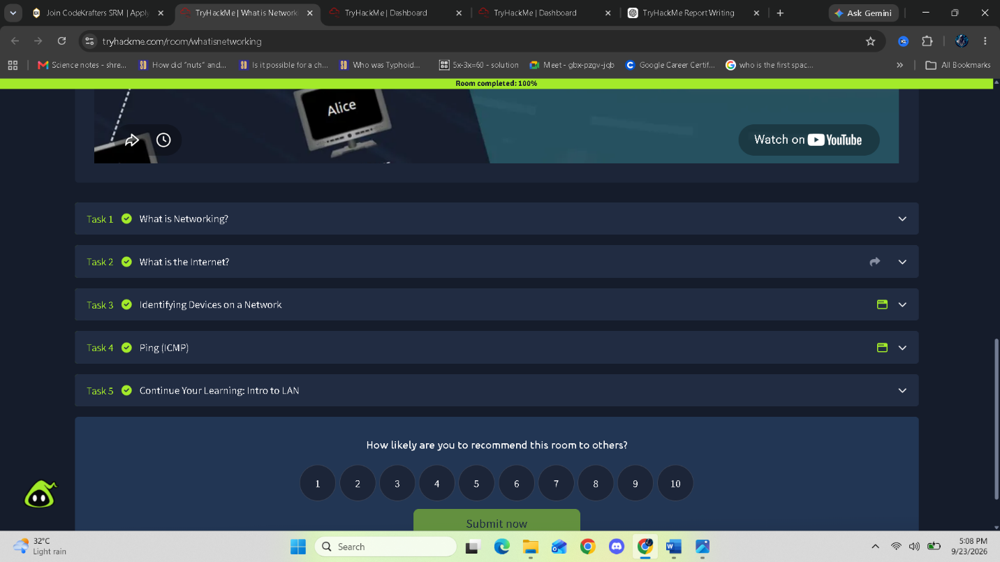 Join CodeKrafters SRM | Apply
TryHackMe | What is Network
TryHackMe | Dashboard
TryHackMe | Dashboard
TryHackMe Report Writing
Ask Gemini
tryhackme.com/room/whatisnetworking
Science notes - shre...
How did "nuts" and...
Is it possible for a ch...
Who was Typhoid...
5x-3x=60 - solution
Meet - gbx-pzgv-jqb
Google Career Certif...
who is the first spac...
»
All Bookmarks
Room completed: 100%
Alice
Watch on YouTube
Task 1 What is Networking?
Task 2 What is the Internet?
Task 3 Identifying Devices on a Network
Task 4 Ping (ICMP)
Task 5 Continue Your Learning: Intro to LAN
How likely are you to recommend this room to others?
1 2 3 4 5 6 7 8 9 10
Submit now
32°C
Light rain
Search
5:08 PM
9/23/2026